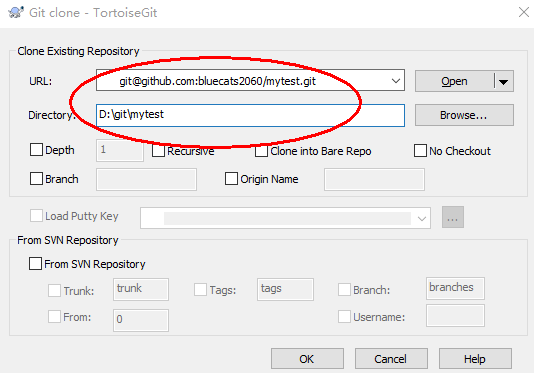 Git clone - TortoiseGit
Clone Existing Repository
URL: git@github.com:bluecats2060/mytest.git Open
Directory: D:\git\mytest Browse...
Depth 1 Recursive Clone into Bare Repo No Checkout
Branch Origin Name
Load Putty Key ...
From SVN Repository
From SVN Repository
Trunk: trunk Tags: tags Branch: branches
From: 0 Username:
OK Cancel Help